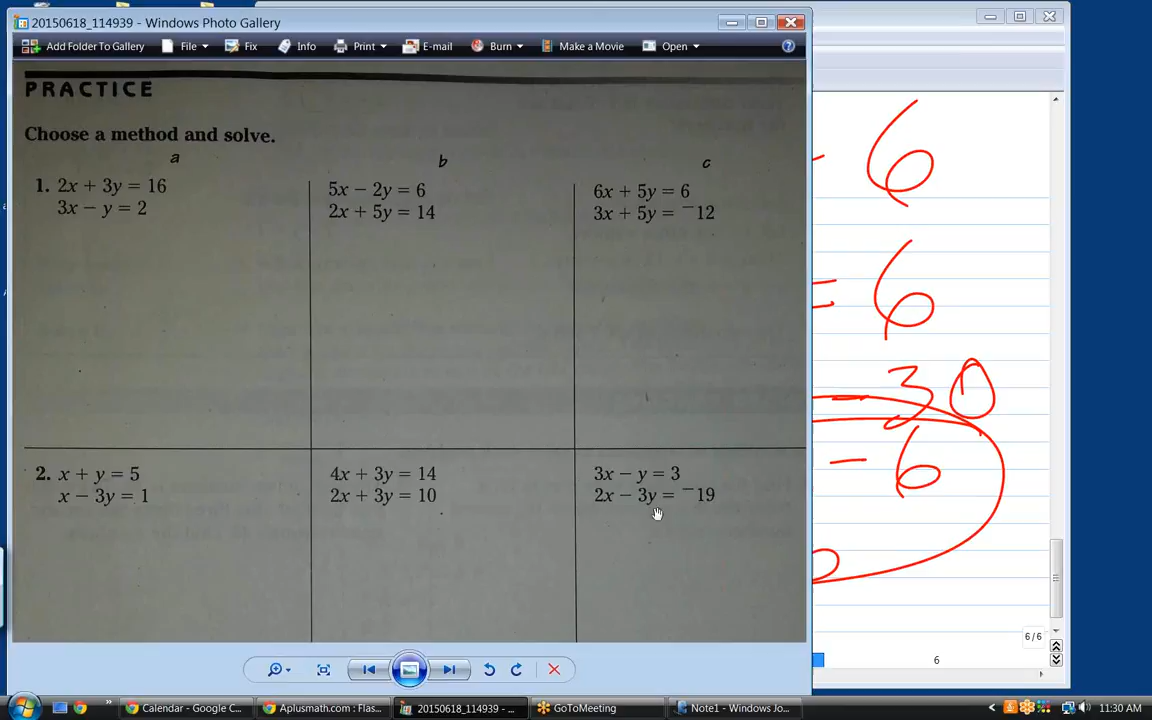 20150618_114939 - Windows Photo Gallery
Add Folder To Gallery File Fix Info Print E-mail Burn Make a Movie Open
PRACTICE
Choose a method and solve.
a b c
1. 2x + 3y = 16
3x − y = 2
5x − 2y = 6
2x + 5y = 14
6x + 5y = 6
3x + 5y = ⁻12
2. x + y = 5
x − 3y = 1
4x + 3y = 14
2x + 3y = 10
3x − y = 3
2x − 3y = ⁻19
- 6
= 6
- 30
- 6
6/6
6
Calendar - Google C... Aplusmath.com : Flas... 20150618_114939 -... GoToMeeting Note1 - Windows Jo... 11:30 AM